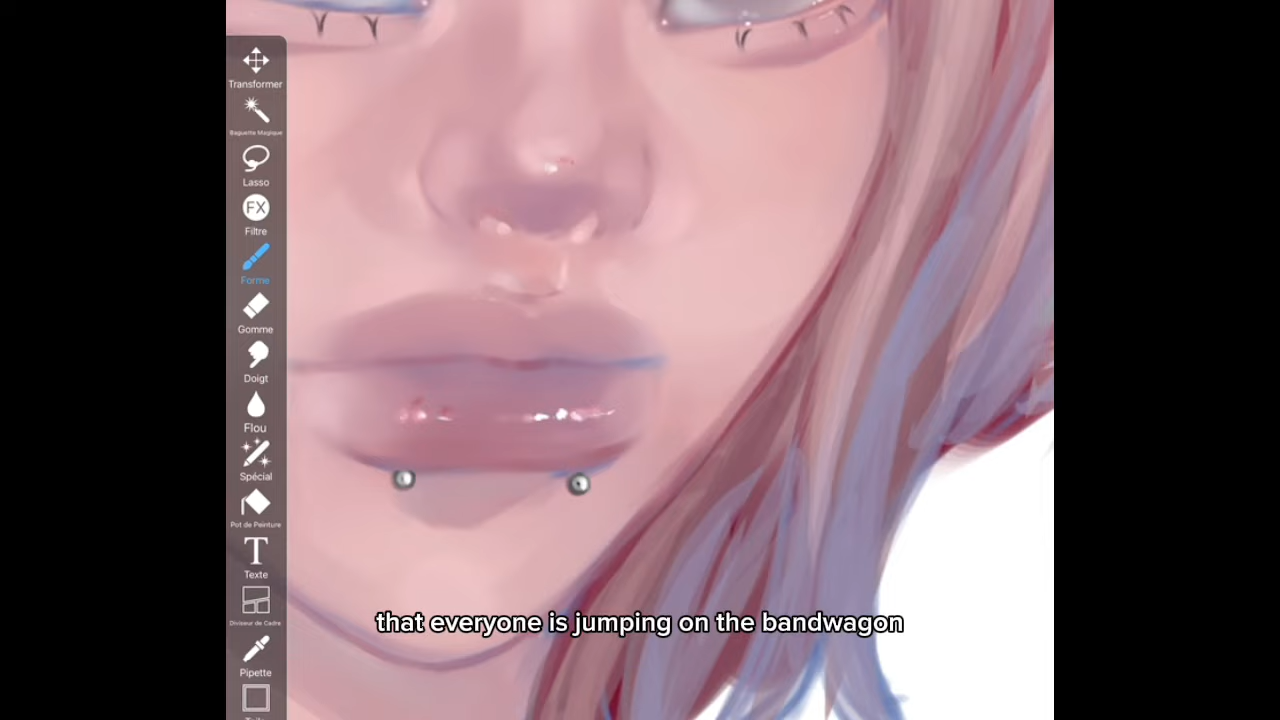 Transformer
Baguette Magique
Lasso
FX
Filtre
Forme
Gomme
Doigt
Flou
Spécial
Pot de Peinture
T
Texte
Diviseur de Cadre
Pipette
that everyone is jumping on the bandwagon